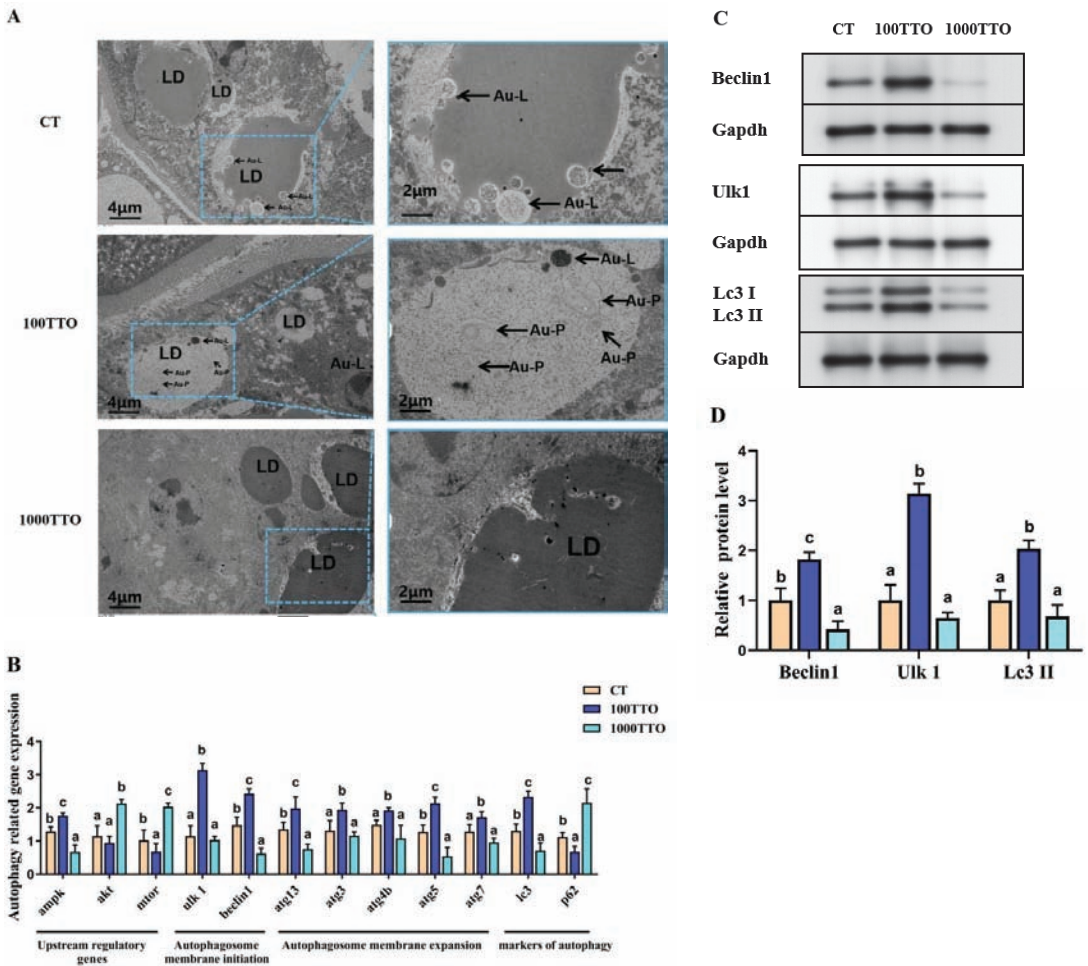 A
CT
LD
LD
Au-L
LD
Au-L
Au-L
4μm
Au-L
Au-L
2μm
100TTO
LD
LD
Au-L
Au-P
Au-P
Au-P
Au-L
4μm
Au-L
Au-P
Au-P
Au-P
Au-P
2μm
1000TTO
LD
LD
LD
4μm
LD
2μm
B
CT
100TTO
1000TTO
Autophagy related gene expression
4
3
2
1
0
b c a
a a b
b a c
a b a
b c a
b c a
a b a
b b a
b c a
a b a
b c a
b a c
ampk
akt
mtor
ulk 1
beclin1
atg13
atg3
atg4b
atg5
atg7
lc3
p62
Upstream regulatory
genes
Autophagosome
membrane initiation
Autophagosome membrane expansion
markers of autophagy
C
CT 100TTO 1000TTO
Beclin1
Gapdh
Ulk1
Gapdh
Lc3 I
Lc3 II
Gapdh
D
Relative protein level
4
3
2
1
0
b c a
a b a
a b a
Beclin1 Ulk 1 Lc3 II